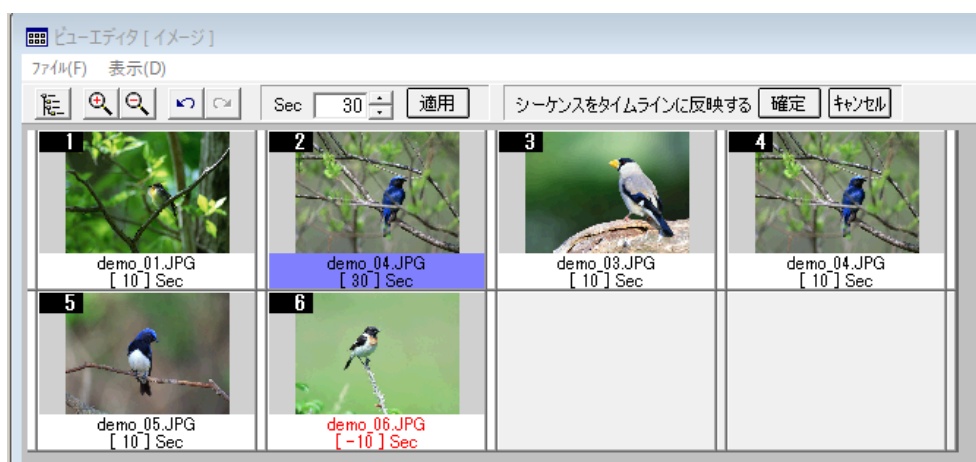 ビューエディタ [ イメージ ]
ファイル(F) 表示(D)
Sec 30 適用 シーケンスをタイムラインに反映する 確定 キャンセル
1 2 3 4
demo_01.JPG demo_04.JPG demo_03.JPG demo_04.JPG
[ 10 ] Sec [ 30 ] Sec [ 10 ] Sec [ 10 ] Sec
5 6
demo_05.JPG demo_06.JPG
[ 10 ] Sec [ -10 ] Sec